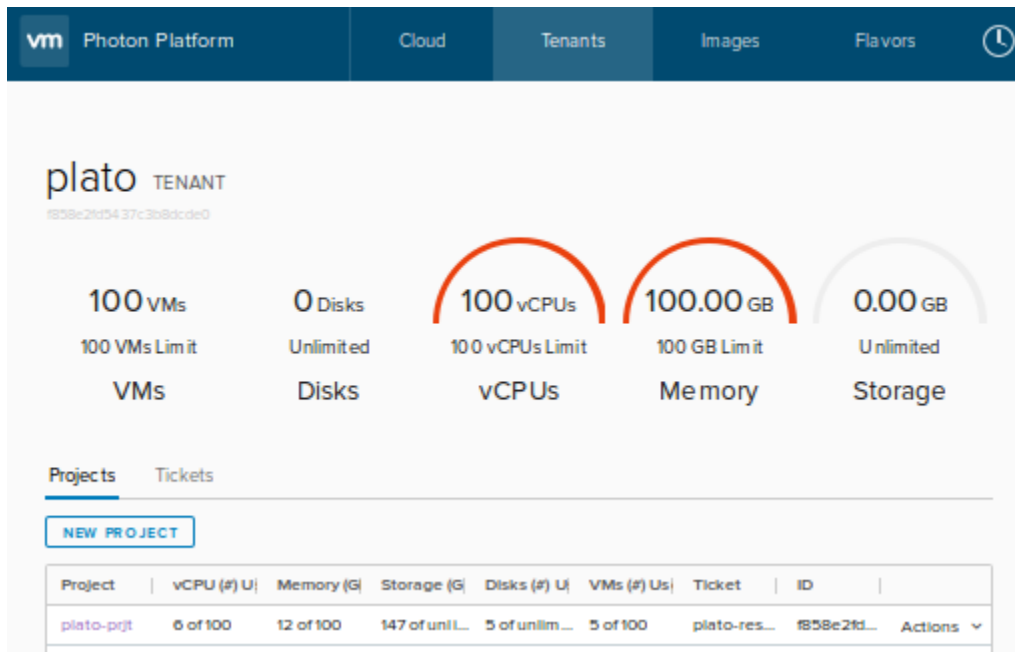 vm Photon Platform Cloud Tenants Images Flavors
plato TENANT
f858e2fd5437c3b8dcde0
100 VMs 0 Disks 100 vCPUs 100.00 GB 0.00 GB
100 VMs Limit Unlimited 100 vCPUs Limit 100 GB Limit Unlimited
VMs Disks vCPUs Memory Storage
Projects Tickets
NEW PROJECT
Project vCPU (#) U Memory (G Storage (G Disks (#) U VMs (#) Us Ticket ID
plato-prjt 6 of 100 12 of 100 147 of unli... 5 of unlim... 5 of 100 plato-res... f858e2fd... Actions